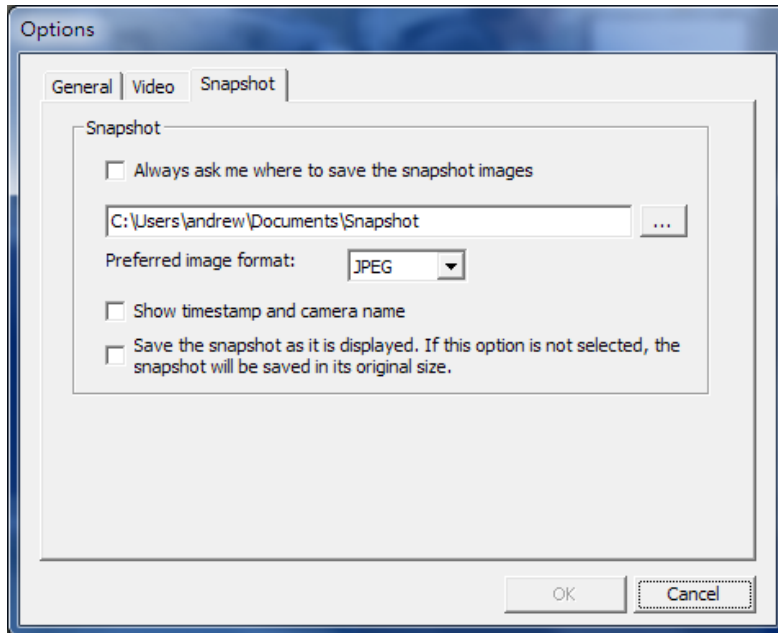 Options
General Video Snapshot
Snapshot
Always ask me where to save the snapshot images
C:\Users\andrew\Documents\Snapshot ...
Preferred image format: JPEG
Show timestamp and camera name
Save the snapshot as it is displayed. If this option is not selected, the
snapshot will be saved in its original size.
OK Cancel